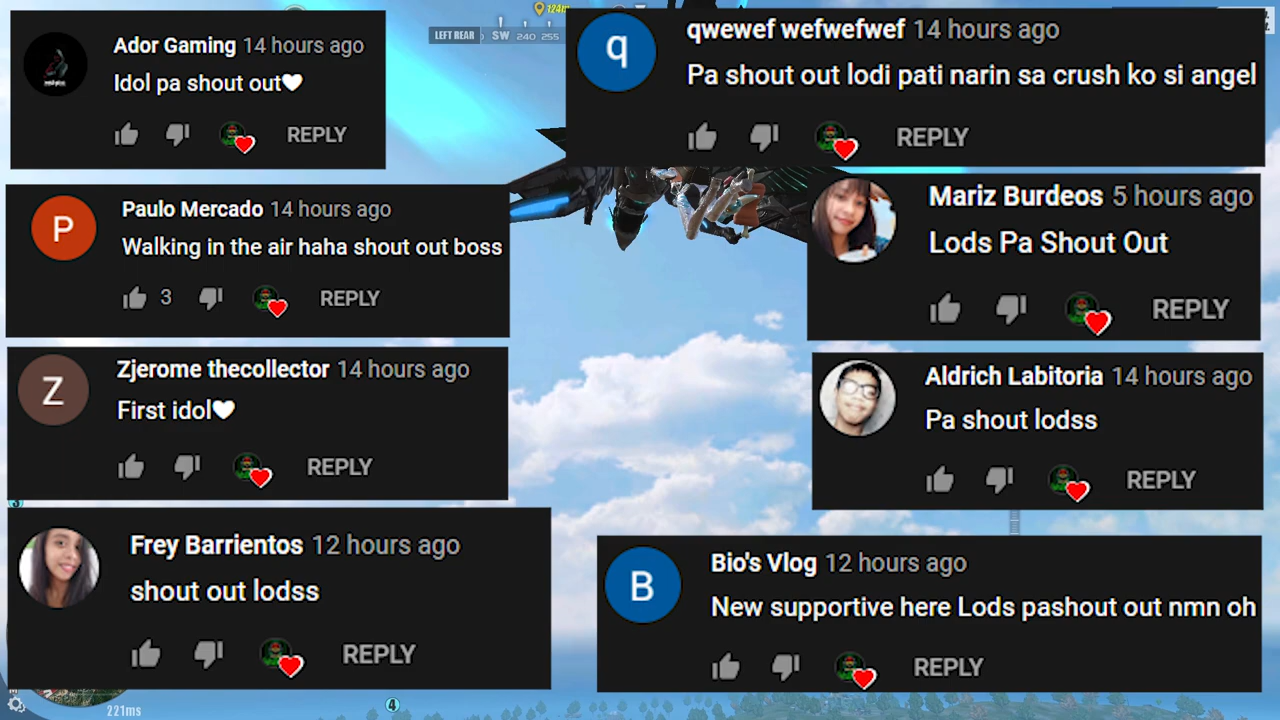 124m
LEFT REAR
SW 240 255
Ador Gaming 14 hours ago
Idol pa shout out🤍
REPLY
qwewef wefwefwef 14 hours ago
Pa shout out lodi pati narin sa crush ko si angel
REPLY
P
Paulo Mercado 14 hours ago
Walking in the air haha shout out boss
3 REPLY
Mariz Burdeos 5 hours ago
Lods Pa Shout Out
REPLY
Z
Zjerome thecollector 14 hours ago
First idol🤍
REPLY
Aldrich Labitoria 14 hours ago
Pa shout lodss
REPLY
Frey Barrientos 12 hours ago
shout out lodss
REPLY
B
Bio's Vlog 12 hours ago
New supportive here Lods pashout out nmn oh
REPLY
q
221ms
4